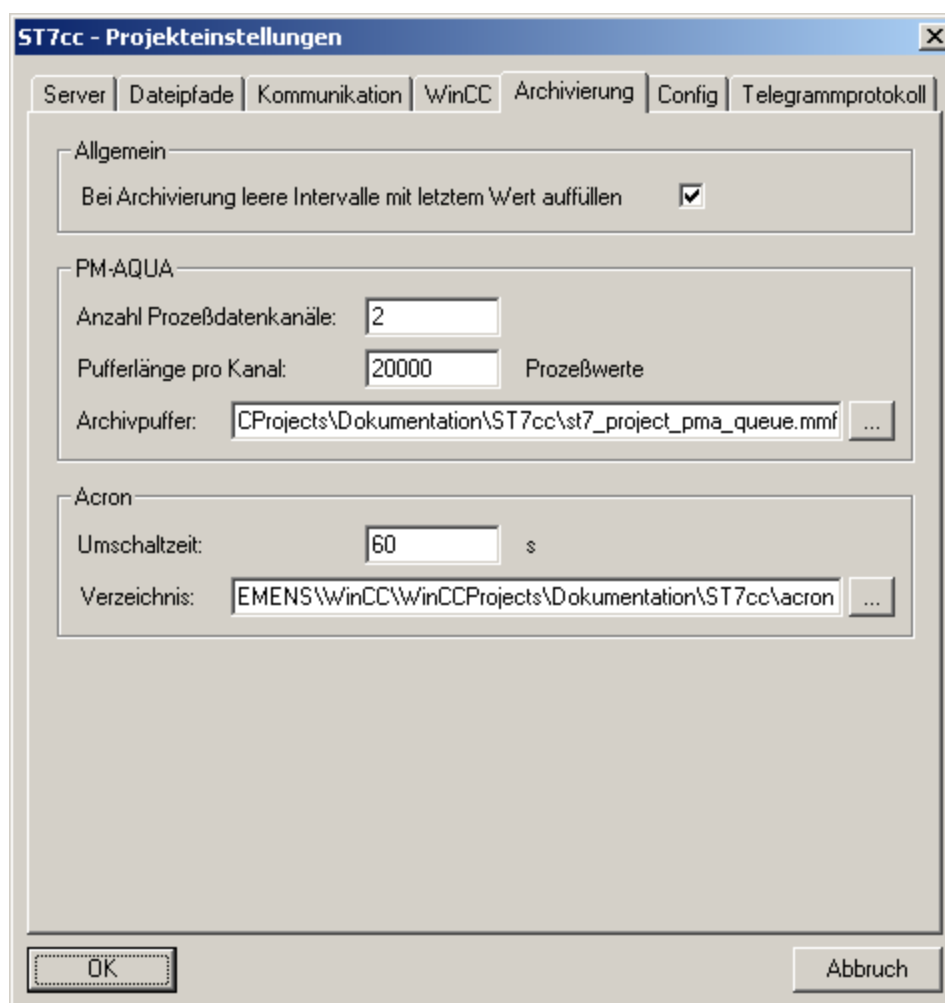 ST7cc - Projekteinstellungen
Server Dateipfade Kommunikation WinCC Archivierung Config Telegrammprotokoll
Allgemein
Bei Archivierung leere Intervalle mit letztem Wert auffüllen
PM-AQUA
Anzahl Prozeßdatenkanäle: 2
Pufferlänge pro Kanal: 20000 Prozeßwerte
Archivpuffer: CProjects\Dokumentation\ST7cc\st7_project_pma_queue.mmf ...
Acron
Umschaltzeit: 60 s
Verzeichnis: EMENS\WinCC\WinCCProjects\Dokumentation\ST7cc\acron ...
OK Abbruch